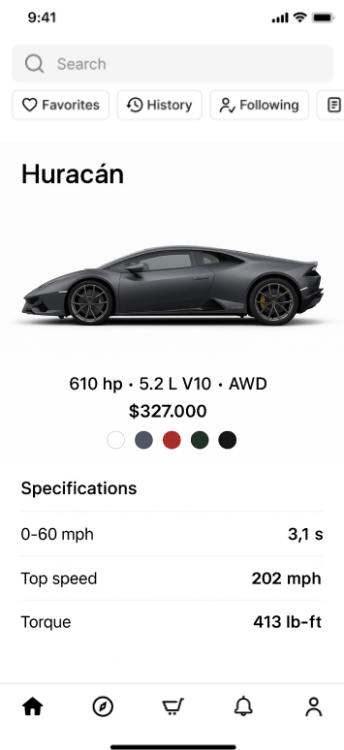 9:41
Search
Favorites History Following
Huracán
610 hp · 5.2 L V10 · AWD
$327.000
Specifications
0-60 mph 3,1 s
Top speed 202 mph
Torque 413 lb-ft